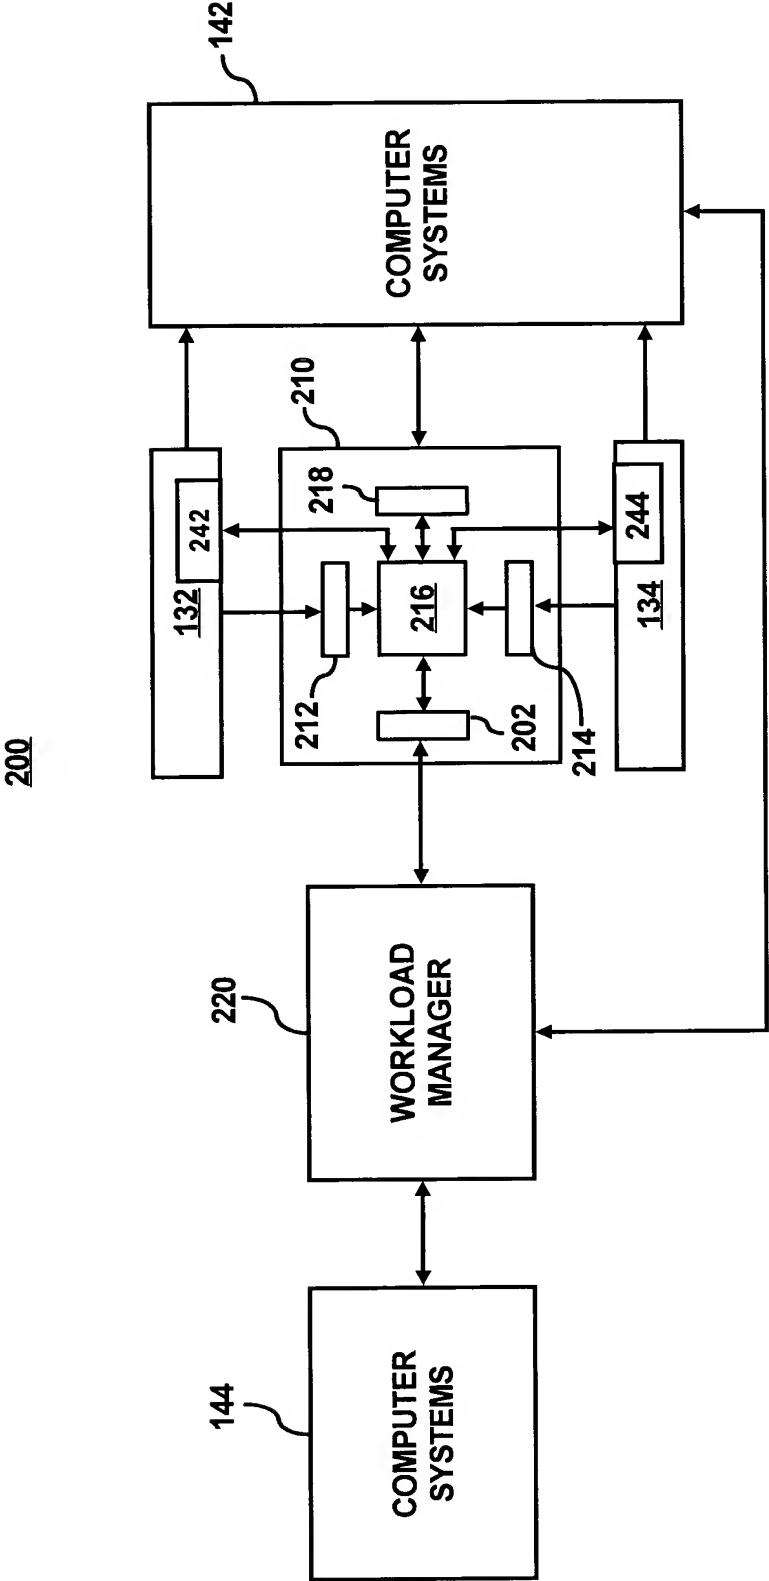 200
144
COMPUTER
SYSTEMS
220
WORKLOAD
MANAGER
132
242
212
202
214
216
218
210
134
244
142
COMPUTER
SYSTEMS